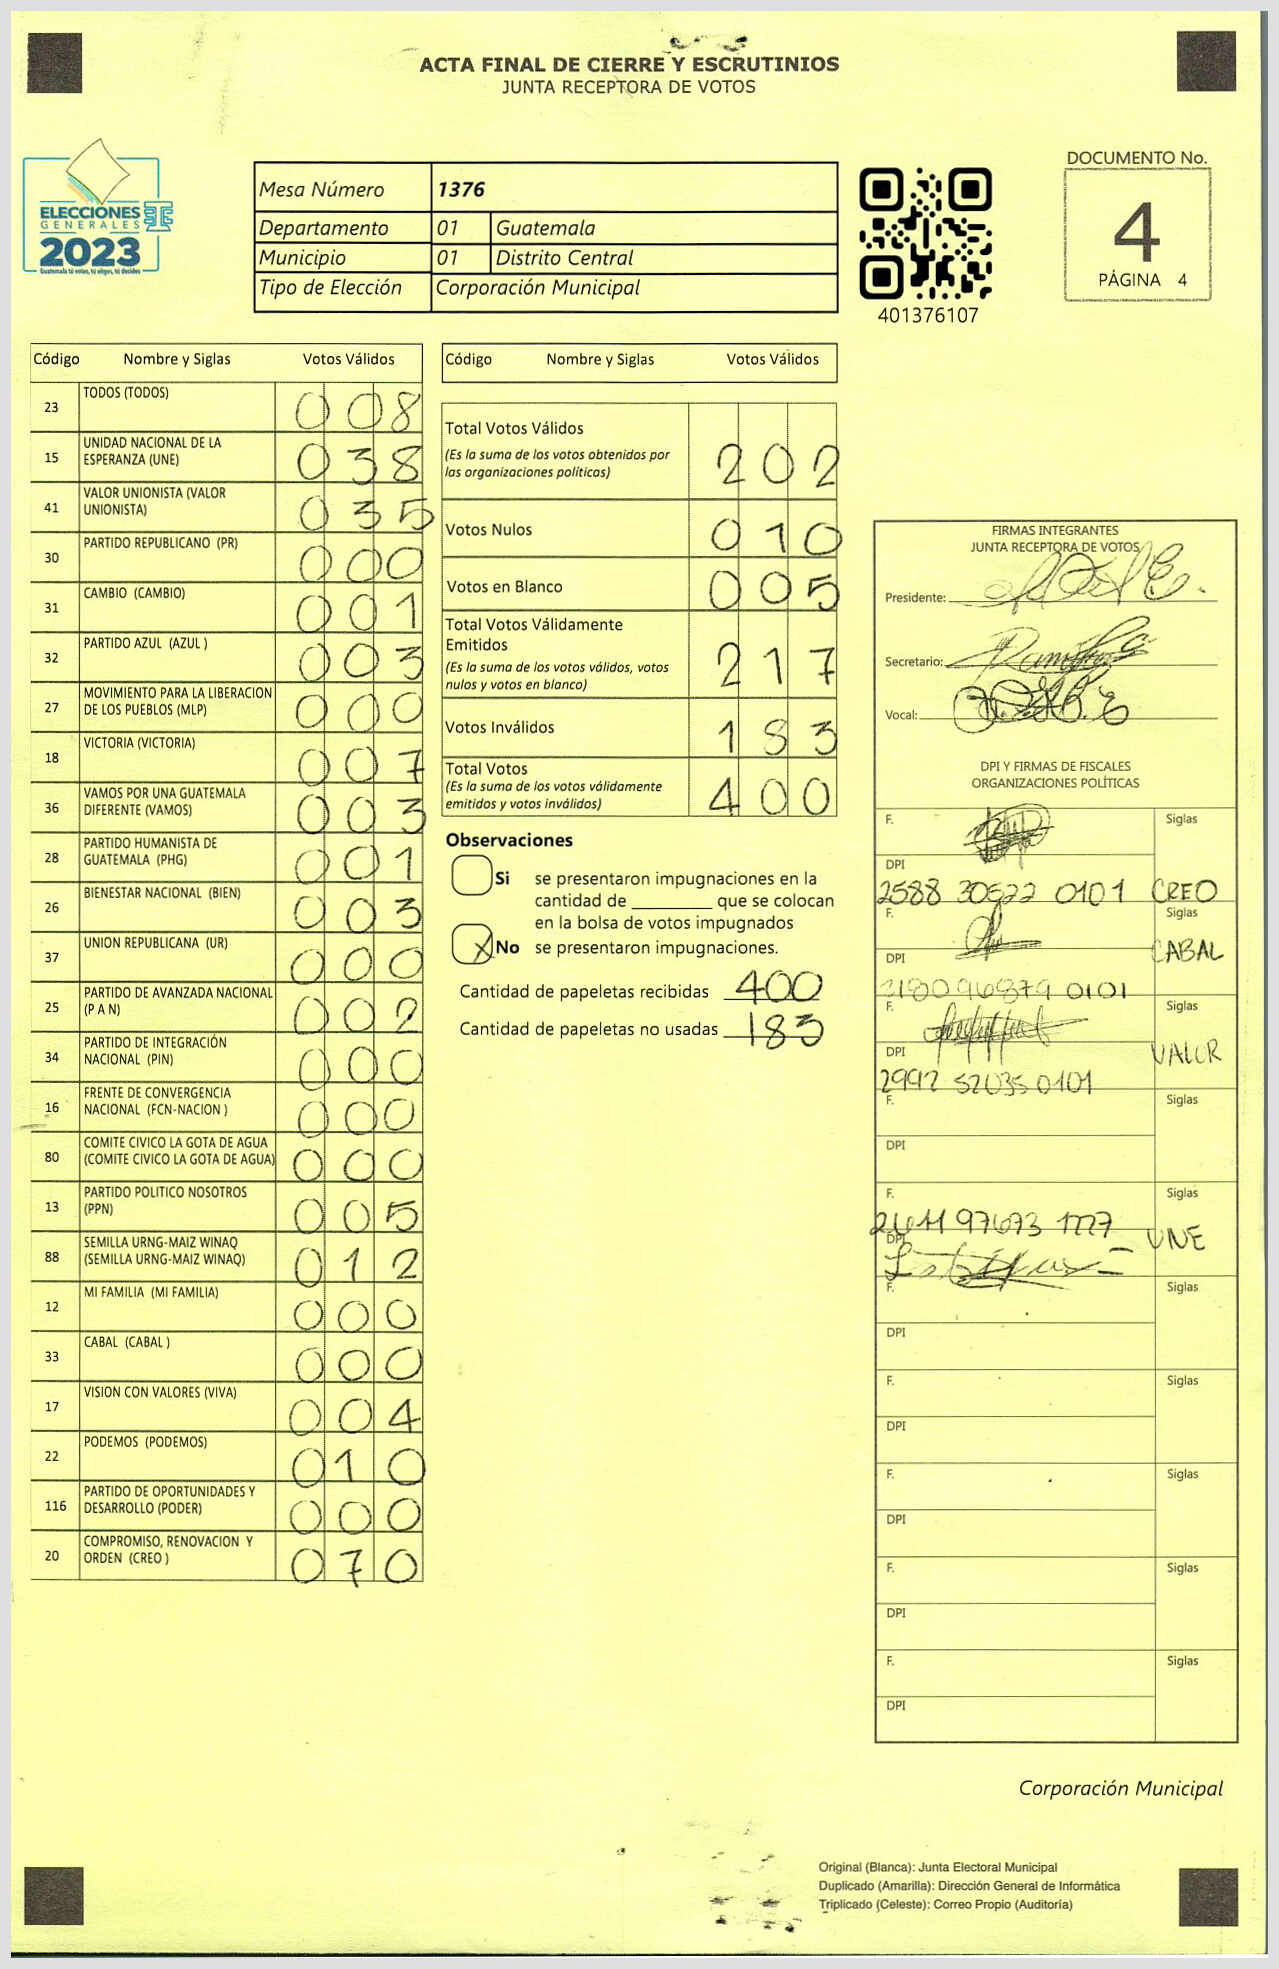 ACTA FINAL DE CIERRE Y ESCRUTINIOS
JUNTA RECEPTORA DE VOTOS
ELECCIONES
GENERALES
2023
Guatemala tú votas, tú eliges, tú decides
Mesa Número 1376
Departamento 01 Guatemala
Municipio 01 Distrito Central
Tipo de Elección Corporación Municipal
401376107
DOCUMENTO No.
4
PÁGINA 4
Código Nombre y Siglas Votos Válidos
23 TODOS (TODOS) 008
15 UNIDAD NACIONAL DE LA
ESPERANZA (UNE) 038
41 VALOR UNIONISTA (VALOR
UNIONISTA) 035
30 PARTIDO REPUBLICANO (PR) 000
31 CAMBIO (CAMBIO) 001
32 PARTIDO AZUL (AZUL ) 003
27 MOVIMIENTO PARA LA LIBERACION
DE LOS PUEBLOS (MLP) 000
18 VICTORIA (VICTORIA) 007
36 VAMOS POR UNA GUATEMALA
DIFERENTE (VAMOS) 003
28 PARTIDO HUMANISTA DE
GUATEMALA (PHG) 001
26 BIENESTAR NACIONAL (BIEN) 003
37 UNION REPUBLICANA (UR) 000
25 PARTIDO DE AVANZADA NACIONAL
(P A N) 002
34 PARTIDO DE INTEGRACIÓN
NACIONAL (PIN) 000
16 FRENTE DE CONVERGENCIA
NACIONAL (FCN-NACION ) 000
80 COMITE CIVICO LA GOTA DE AGUA
(COMITE CIVICO LA GOTA DE AGUA) 000
13 PARTIDO POLITICO NOSOTROS
(PPN) 005
88 SEMILLA URNG-MAIZ WINAQ
(SEMILLA URNG-MAIZ WINAQ) 012
12 MI FAMILIA (MI FAMILIA) 000
33 CABAL (CABAL ) 000
17 VISION CON VALORES (VIVA) 004
22 PODEMOS (PODEMOS) 010
116 PARTIDO DE OPORTUNIDADES Y
DESARROLLO (PODER) 000
20 COMPROMISO, RENOVACION Y
ORDEN (CREO ) 070
Código Nombre y Siglas Votos Válidos
Total Votos Válidos
(Es la suma de los votos obtenidos por
las organizaciones políticas) 202
Votos Nulos 010
Votos en Blanco 005
Total Votos Válidamente
Emitidos
(Es la suma de los votos válidos, votos
nulos y votos en blanco) 217
Votos Inválidos 183
Total Votos
(Es la suma de los votos válidamente
emitidos y votos inválidos) 400
Observaciones
Si se presentaron impugnaciones en la
cantidad de ________ que se colocan
en la bolsa de votos impugnados
X No se presentaron impugnaciones.
Cantidad de papeletas recibidas 400
Cantidad de papeletas no usadas 183
FIRMAS INTEGRANTES
JUNTA RECEPTORA DE VOTOS
Presidente:
Secretario:
Vocal:
DPI Y FIRMAS DE FISCALES
ORGANIZACIONES POLÍTICAS
F. Siglas
DPI
2588 30522 0101 CREO
F. Siglas
DPI CABAL
218096879 0101
F. Siglas
DPI VALOR
2992 52035 0101
F. Siglas
DPI
F. Siglas
2611 97673 1777 UNE
DPI
F. Siglas
DPI
F. Siglas
DPI
F. Siglas
DPI
F. Siglas
DPI
F. Siglas
DPI
Corporación Municipal
Original (Blanca): Junta Electoral Municipal
Duplicado (Amarilla): Dirección General de Informática
Triplicado (Celeste): Correo Propio (Auditoría)